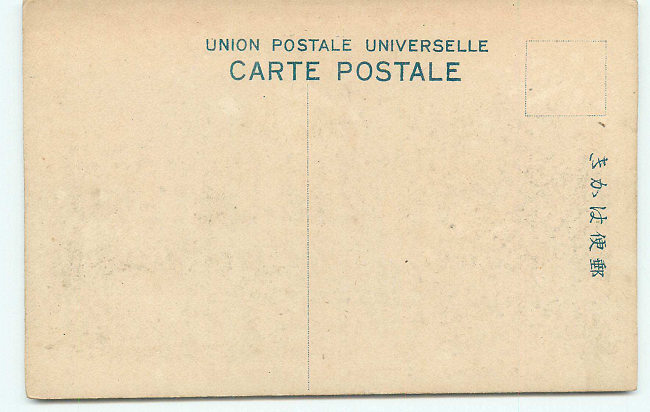 UNION POSTALE UNIVERSELLE
CARTE POSTALE
郵便はかき